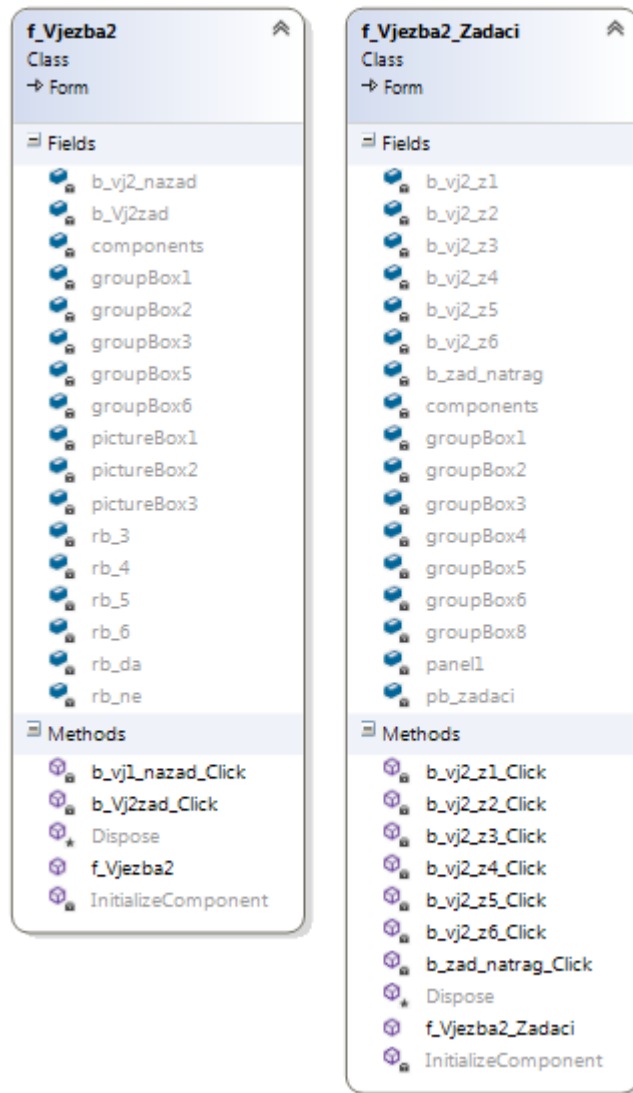 f_Vjezba2
Class
Form
Fields
b_vj2_nazad
b_Vj2zad
components
groupBox1
groupBox2
groupBox3
groupBox5
groupBox6
pictureBox1
pictureBox2
pictureBox3
rb_3
rb_4
rb_5
rb_6
rb_da
rb_ne
Methods
b_vj1_nazad_Click
b_Vj2zad_Click
Dispose
f_Vjezba2
InitializeComponent
f_Vjezba2_Zadaci
Class
Form
Fields
b_vj2_z1
b_vj2_z2
b_vj2_z3
b_vj2_z4
b_vj2_z5
b_vj2_z6
b_zad_natrag
components
groupBox1
groupBox2
groupBox3
groupBox4
groupBox5
groupBox6
groupBox8
panel1
pb_zadaci
Methods
b_vj2_z1_Click
b_vj2_z2_Click
b_vj2_z3_Click
b_vj2_z4_Click
b_vj2_z5_Click
b_vj2_z6_Click
b_zad_natrag_Click
Dispose
f_Vjezba2_Zadaci
InitializeComponent